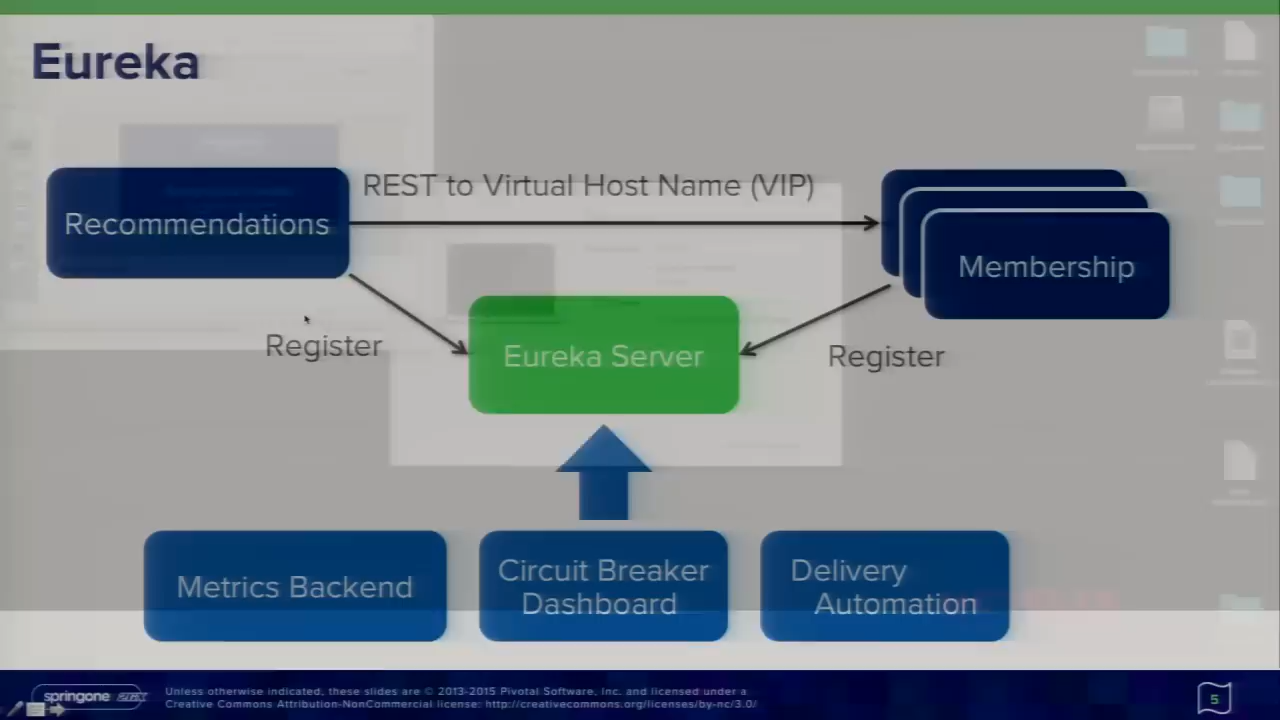 Eureka
REST to Virtual Host Name (VIP)
Recommendations
Membership
Register
Eureka Server
Register
Metrics Backend
Circuit Breaker
Dashboard
Delivery
Automation
springone
Unless otherwise indicated, these slides are © 2013-2015 Pivotal Software, Inc. and licensed under a
Creative Commons Attribution-NonCommercial license: http://creativecommons.org/licenses/by-nc/3.0/
5